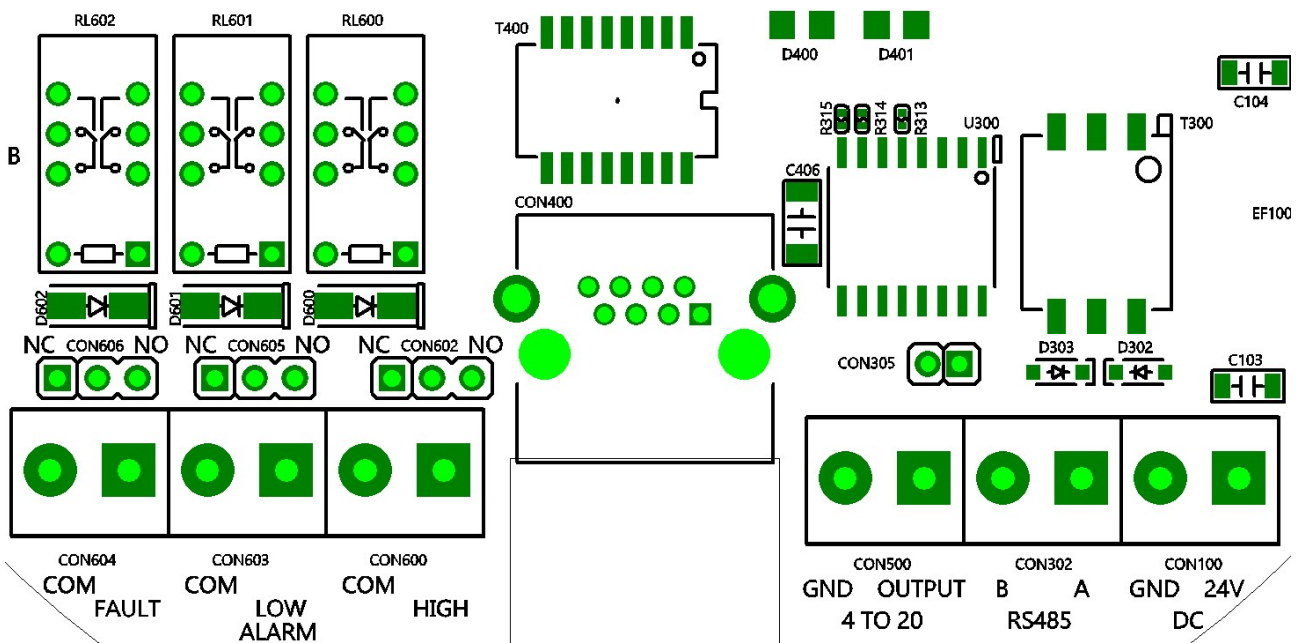 RL602 RL601 RL600
T400
D400 D401
C104
R315 R314 R313
U300 T300
B
C406
CON400
EF100
D602 D601 D600
NC CON606 NO NC CON605 NO NC CON602 NO
CON305
D303 D302
C103
CON604 CON603 CON600
COM COM COM
FAULT LOW HIGH
ALARM
CON500 CON302 CON100
GND OUTPUT B A GND 24V
4 TO 20 RS485 DC